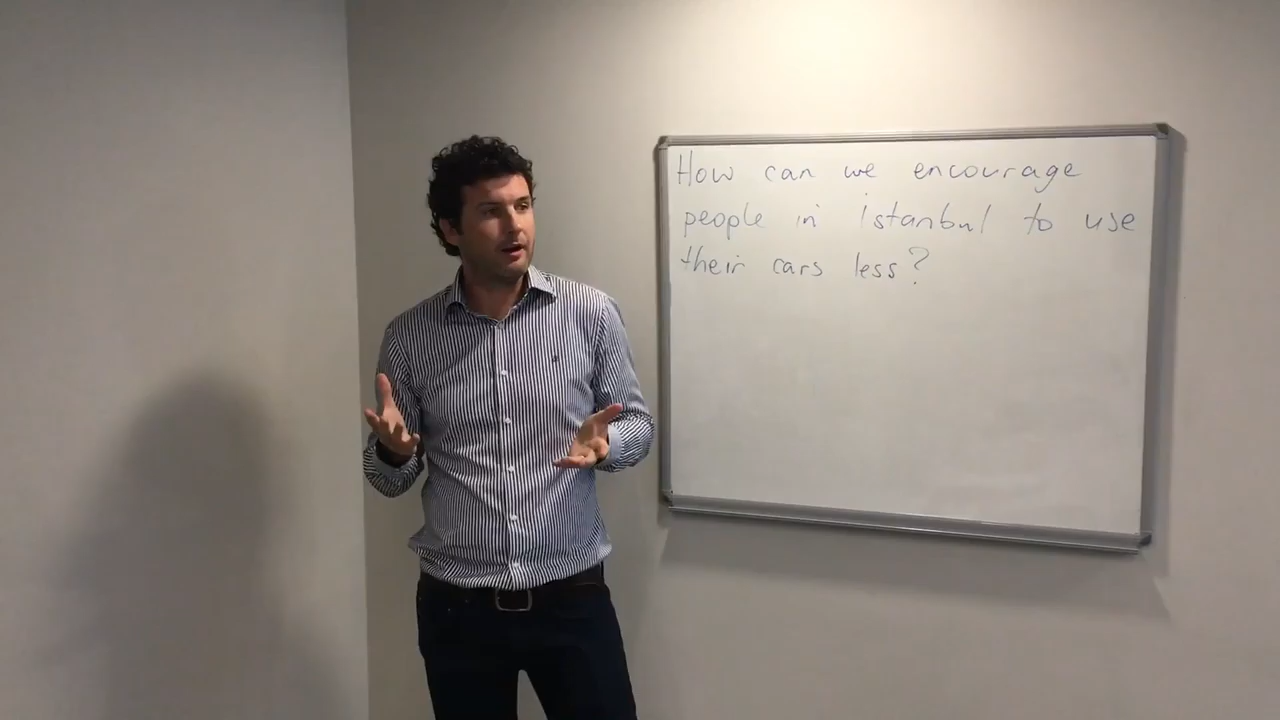 How can we encourage
people in istanbul to use
their cars less?